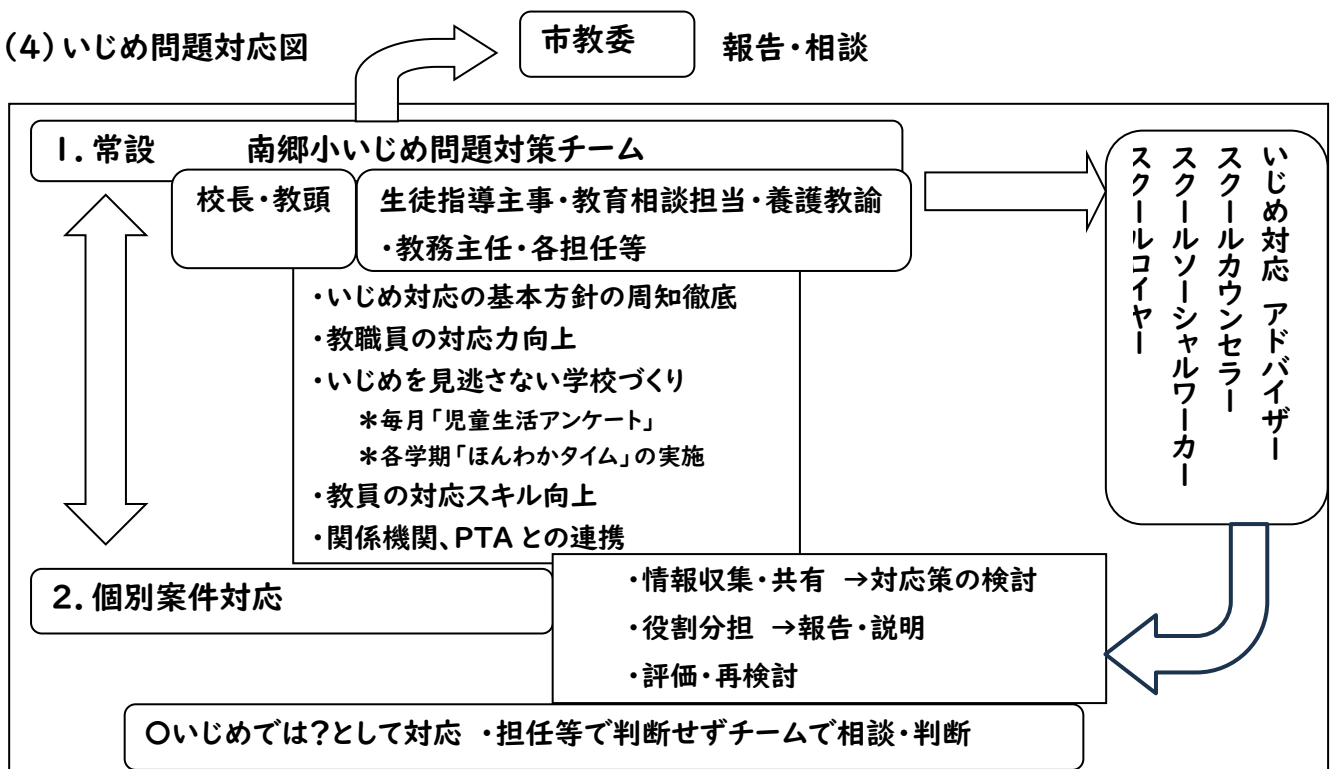 (4)いじめ問題対応図
市教委
報告・相談
1.常設 南郷小いじめ問題対策チーム
校長・教頭
生徒指導主事・教育相談担当・養護教諭
・教務主任・各担任等
・いじめ対応の基本方針の周知徹底
・教職員の対応力向上
・いじめを見逃さない学校づくり
＊毎月「児童生活アンケート」
＊各学期「ほんわかタイム」の実施
・教員の対応スキル向上
・関係機関、PTAとの連携
いじめ対応 アドバイザー
スクールカウンセラー
スクールソーシャルワーカー
スクールロイヤー
2.個別案件対応
・情報収集・共有 →対応策の検討
・役割分担 →報告・説明
・評価・再検討
〇いじめでは?として対応 ・担任等で判断せずチームで相談・判断